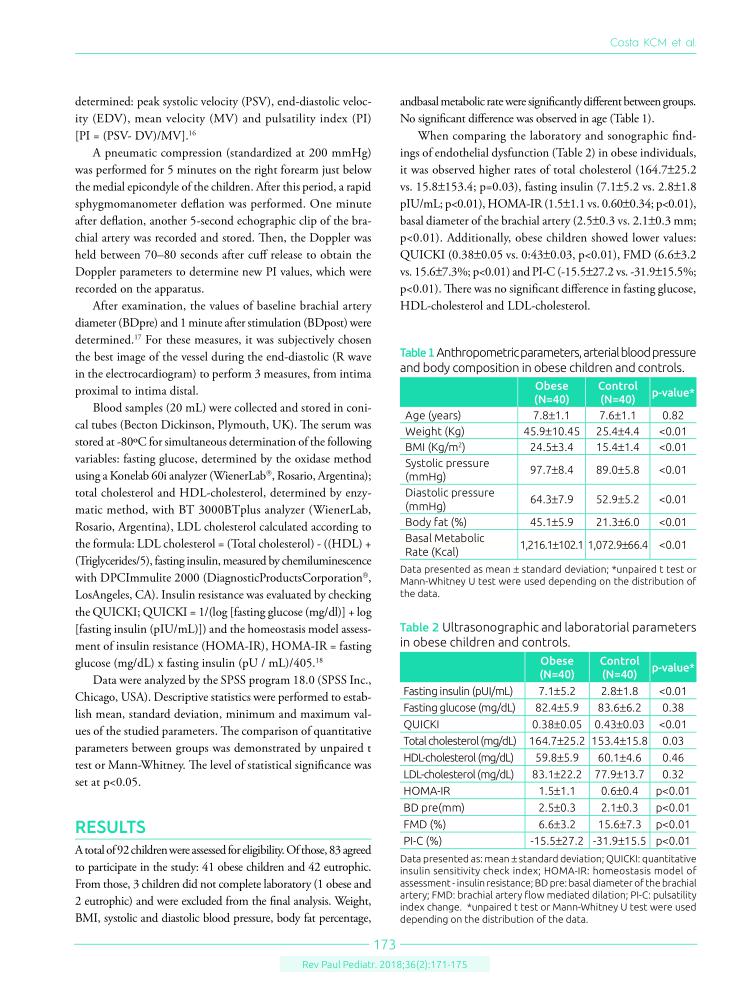 Costa KCM et al.
determined: peak systolic velocity (PSV), end-diastolic veloc-
ity (EDV), mean velocity (MV) and pulsatility index (PI)
[PI = (PSV- DV)/MV].16
A pneumatic compression (standardized at 200 mmHg)
was performed for 5 minutes on the right forearm just below
the medial epicondyle of the children. After this period, a rapid
sphygmomanometer deflation was performed. One minute
after deflation, another 5-second echographic clip of the bra-
chial artery was recorded and stored. Then, the Doppler was
held between 70–80 seconds after cuff release to obtain the
Doppler parameters to determine new PI values, which were
recorded on the apparatus.
After examination, the values of baseline brachial artery
diameter (BDpre) and 1 minute after stimulation (BDpost) were
determined.17 For these measures, it was subjectively chosen
the best image of the vessel during the end-diastolic (R wave
in the electrocardiogram) to perform 3 measures, from intima
proximal to intima distal.
Blood samples (20 mL) were collected and stored in coni-
cal tubes (Becton Dickinson, Plymouth, UK). The serum was
stored at -80ºC for simultaneous determination of the following
variables: fasting glucose, determined by the oxidase method
using a Konelab 60i analyzer (WienerLab®, Rosario, Argentina);
total cholesterol and HDL-cholesterol, determined by enzy-
matic method, with BT 3000BTplus analyzer (WienerLab,
Rosario, Argentina), LDL cholesterol calculated according to
the formula: LDL cholesterol = (Total cholesterol) - ((HDL) +
(Triglycerides/5), fasting insulin, measured by chemiluminescence
with DPCImmulite 2000 (DiagnosticProductsCorporation®,
LosAngeles, CA). Insulin resistance was evaluated by checking
the QUICKI; QUICKI = 1/(log [fasting glucose (mg/dl)] + log
[fasting insulin (pIU/mL)]) and the homeostasis model assess-
ment of insulin resistance (HOMA-IR), HOMA-IR = fasting
glucose (mg/dL) x fasting insulin (pU / mL)/405.18
Data were analyzed by the SPSS program 18.0 (SPSS Inc.,
Chicago, USA). Descriptive statistics were performed to estab-
lish mean, standard deviation, minimum and maximum val-
ues of the studied parameters. The comparison of quantitative
parameters between groups was demonstrated by unpaired t
test or Mann-Whitney. The level of statistical significance was
set at p<0.05.
RESULTS
A total of 92 children were assessed for eligibility. Of those, 83 agreed
to participate in the study: 41 obese children and 42 eutrophic.
From those, 3 children did not complete laboratory (1 obese and
2 eutrophic) and were excluded from the final analysis. Weight,
BMI, systolic and diastolic blood pressure, body fat percentage,
andbasal metabolic rate were significantly different between groups.
No significant difference was observed in age (Table 1).
When comparing the laboratory and sonographic find-
ings of endothelial dysfunction (Table 2) in obese individuals,
it was observed higher rates of total cholesterol (164.7±25.2
vs. 15.8±153.4; p=0.03), fasting insulin (7.1±5.2 vs. 2.8±1.8
pIU/mL; p<0.01), HOMA-IR (1.5±1.1 vs. 0.60±0.34; p<0.01),
basal diameter of the brachial artery (2.5±0.3 vs. 2.1±0.3 mm;
p<0.01). Additionally, obese children showed lower values:
QUICKI (0.38±0.05 vs. 0:43±0.03, p<0.01), FMD (6.6±3.2
vs. 15.6±7.3%; p<0.01) and PI-C (-15.5±27.2 vs. -31.9±15.5%;
p<0.01). There was no significant difference in fasting glucose,
HDL-cholesterol and LDL-cholesterol.
Table 1 Anthropometric parameters, arterial blood pressure
and body composition in obese children and controls.
Obese (N=40) Control (N=40) p-value*
Age (years) 7.8±1.1 7.6±1.1 0.82
Weight (Kg) 45.9±10.45 25.4±4.4 <0.01
BMI (Kg/m2) 24.5±3.4 15.4±1.4 <0.01
Systolic pressure (mmHg) 97.7±8.4 89.0±5.8 <0.01
Diastolic pressure (mmHg) 64.3±7.9 52.9±5.2 <0.01
Body fat (%) 45.1±5.9 21.3±6.0 <0.01
Basal Metabolic Rate (Kcal) 1,216.1±102.1 1,072.9±66.4 <0.01
Data presented as mean ± standard deviation; *unpaired t test or
Mann-Whitney U test were used depending on the distribution of
the data.
Table 2 Ultrasonographic and laboratorial parameters
in obese children and controls.
Obese (N=40) Control (N=40) p-value*
Fasting insulin (pUI/mL) 7.1±5.2 2.8±1.8 <0.01
Fasting glucose (mg/dL) 82.4±5.9 83.6±6.2 0.38
QUICKI 0.38±0.05 0.43±0.03 <0.01
Total cholesterol (mg/dL) 164.7±25.2 153.4±15.8 0.03
HDL-cholesterol (mg/dL) 59.8±5.9 60.1±4.6 0.46
LDL-cholesterol (mg/dL) 83.1±22.2 77.9±13.7 0.32
HOMA-IR 1.5±1.1 0.6±0.4 p<0.01
BD pre(mm) 2.5±0.3 2.1±0.3 p<0.01
FMD (%) 6.6±3.2 15.6±7.3 p<0.01
PI-C (%) -15.5±27.2 -31.9±15.5 p<0.01
Data presented as: mean ± standard deviation; QUICKI: quantitative
insulin sensitivity check index; HOMA-IR: homeostasis model of
assessment - insulin resistance; BD pre: basal diameter of the brachial
artery; FMD: brachial artery flow mediated dilation; PI-C: pulsatility
index change. *unpaired t test or Mann-Whitney U test were used
depending on the distribution of the data.
173
Rev Paul Pediatr. 2018;36(2):171-175